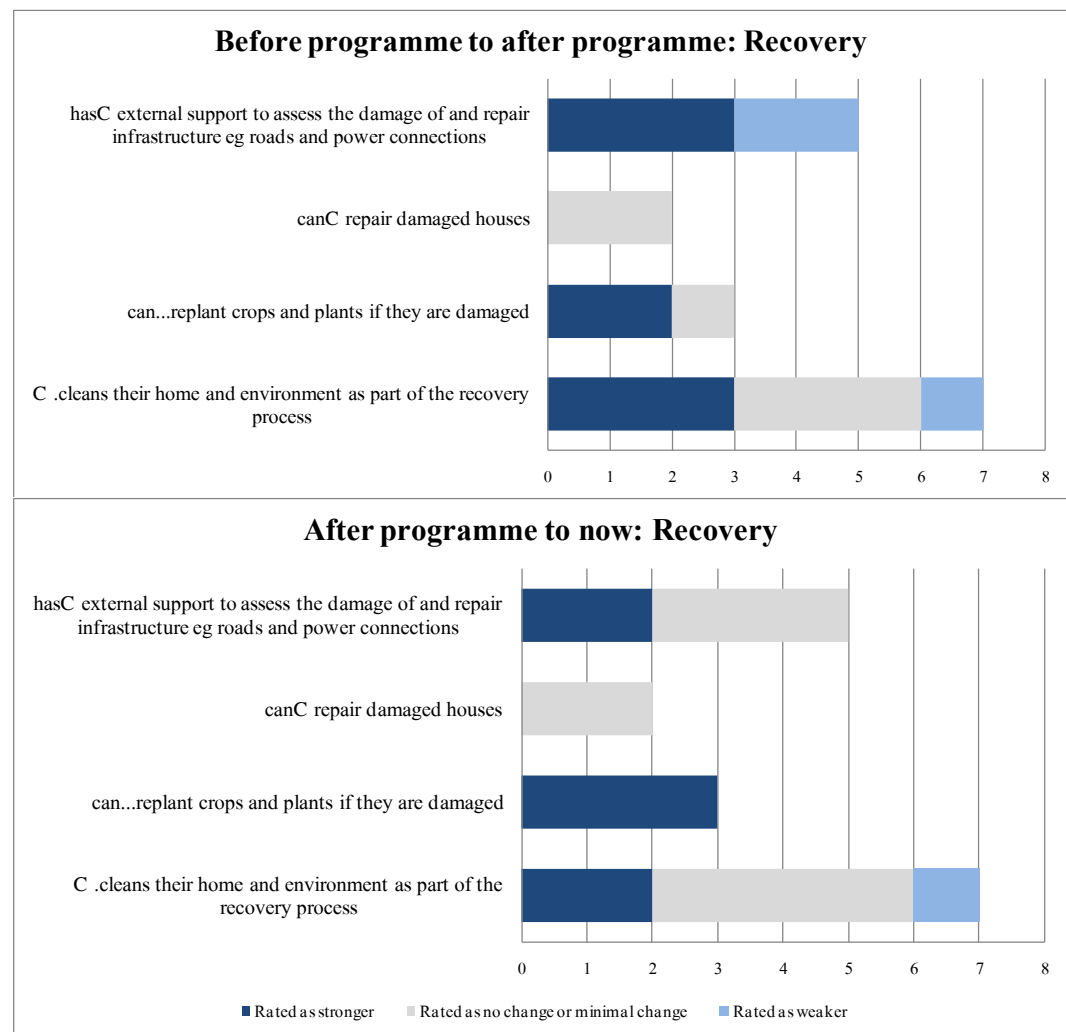 Before programme to after programme: Recovery
hasC external support to assess the damage of and repair
infrastructure eg roads and power connections
canC repair damaged houses
can...replant crops and plants if they are damaged
C .cleans their home and environment as part of the recovery
process
0 1 2 3 4 5 6 7 8
After programme to now: Recovery
hasC external support to assess the damage of and repair
infrastructure eg roads and power connections
canC repair damaged houses
can...replant crops and plants if they are damaged
C .cleans their home and environment as part of the
recovery process
0 1 2 3 4 5 6 7 8
Rated as stronger Rated as no change or minimal change Rated as weaker